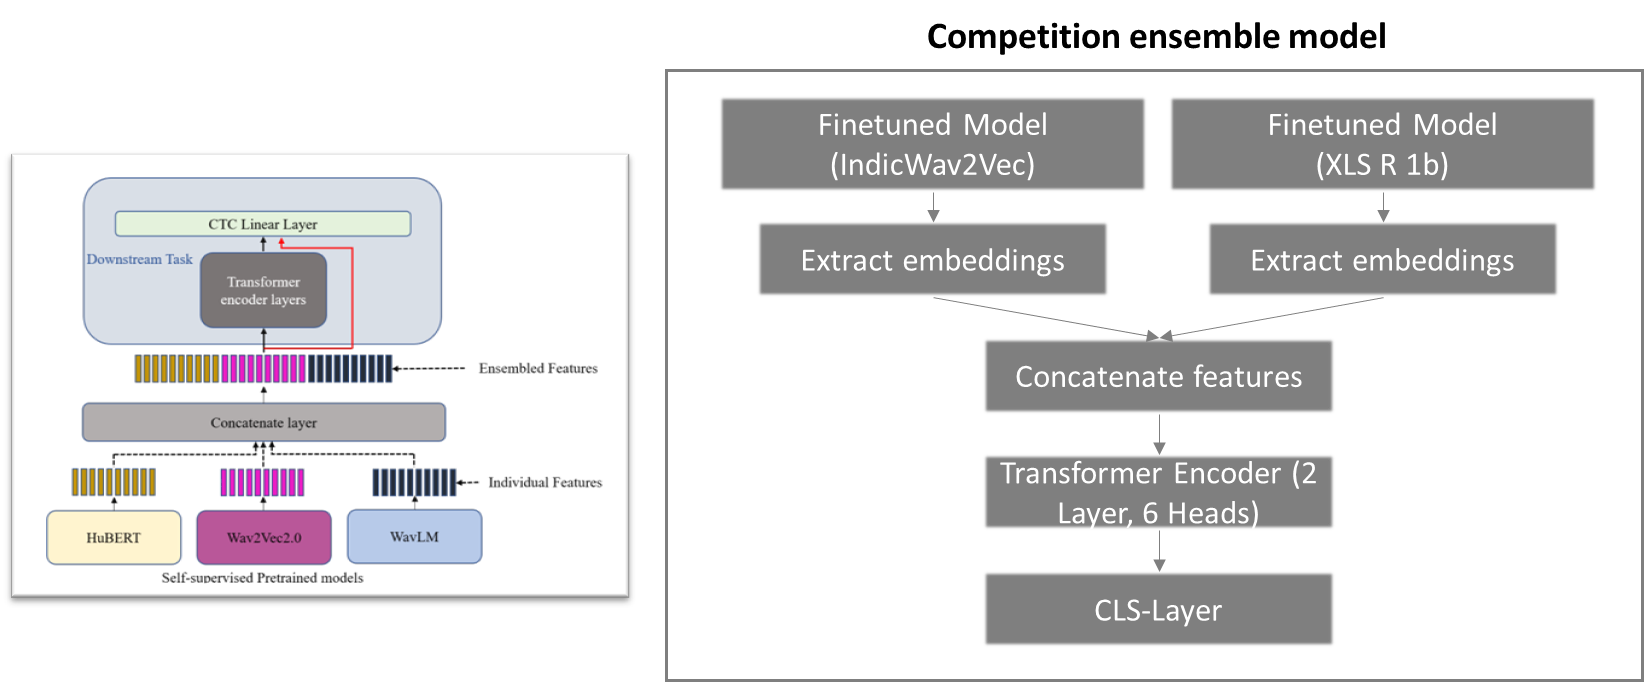 Competition ensemble model
CTC Linear Layer
Downstream Task
Transformer
encoder layers
Ensembled Features
Concatenate layer
Individual Features
HuBERT
Wav2Vec2.0
WavLM
Self-supervised Pretrained models
Finetuned Model
(IndicWav2Vec)
Finetuned Model
(XLS R 1b)
Extract embeddings
Extract embeddings
Concatenate features
Transformer Encoder (2
Layer, 6 Heads)
CLS-Layer